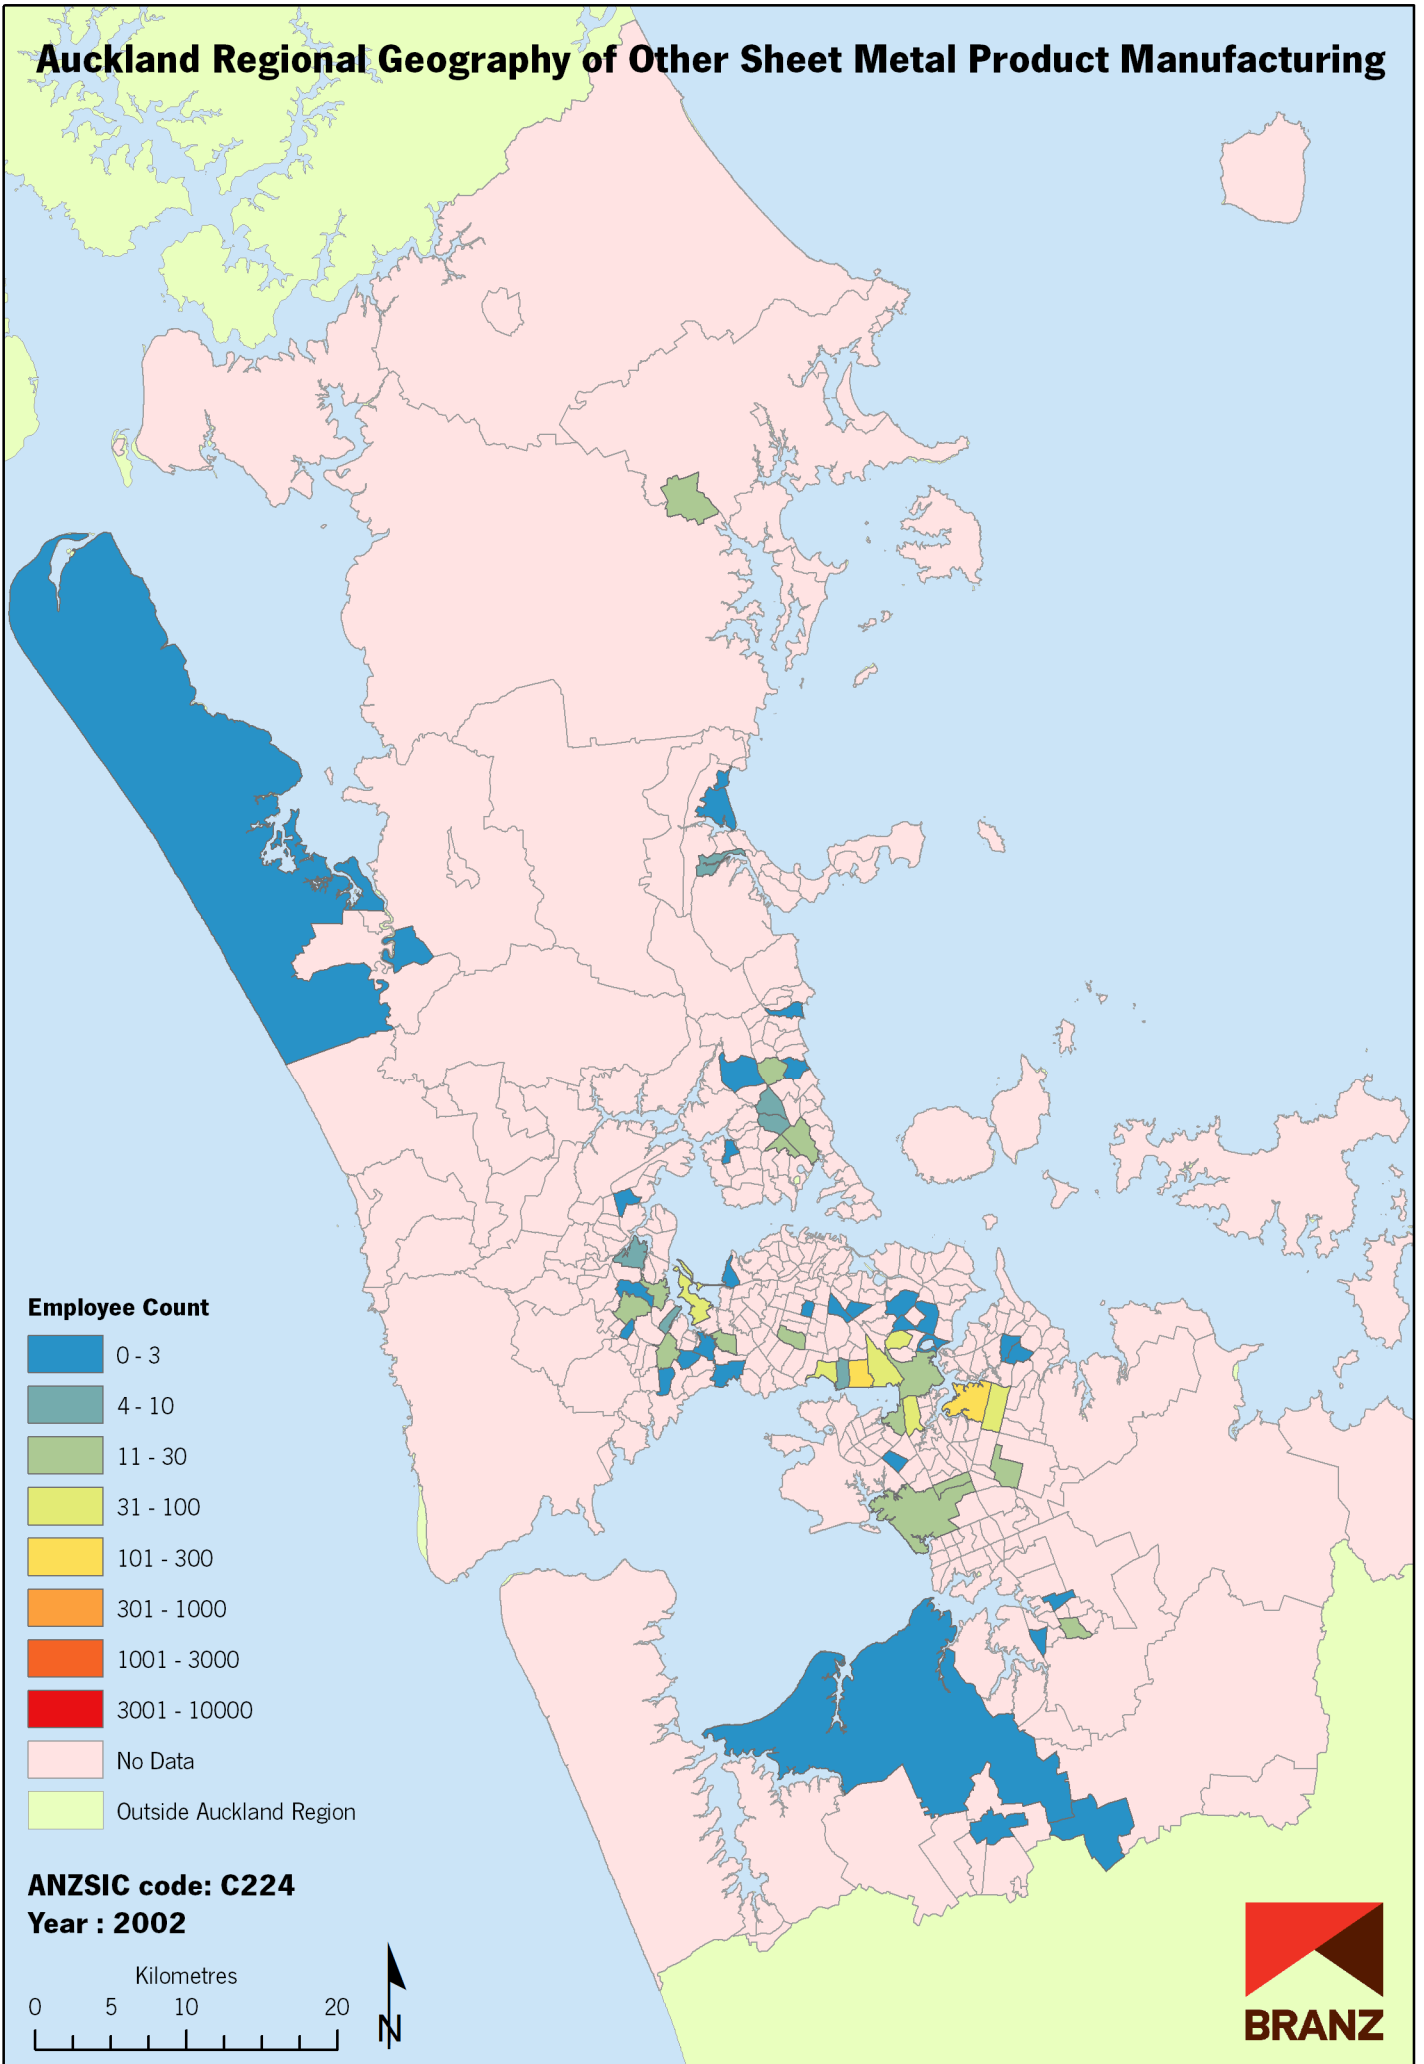 Auckland Regional Geography of Other Sheet Metal Product Manufacturing
Employee Count
0 - 3
4 - 10
11 - 30
31 - 100
101 - 300
301 - 1000
1001 - 3000
3001 - 10000
No Data
Outside Auckland Region
ANZSIC code: C224
Year : 2002
Kilometres
0 5 10 20
N
BRANZ